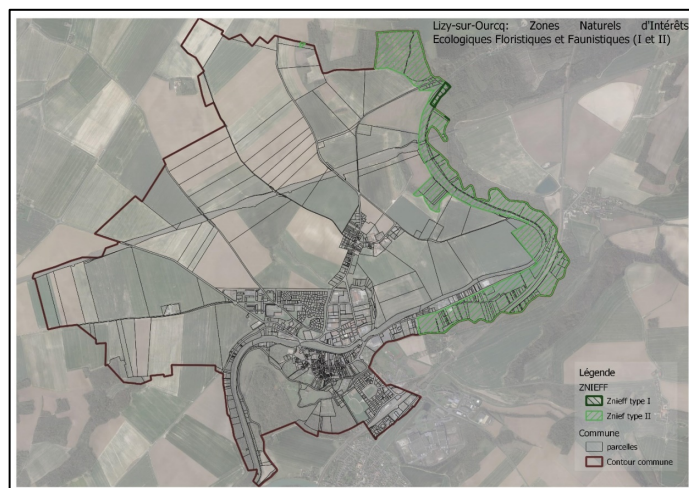 Lizy-sur-Ourcq: Zones Naturels d'Intérêts
Ecologiques Floristiques et Faunistiques (I et II)
Légende
ZNIEFF
Znieff type I
Znief type II
Commune
parcelles
Contour commune